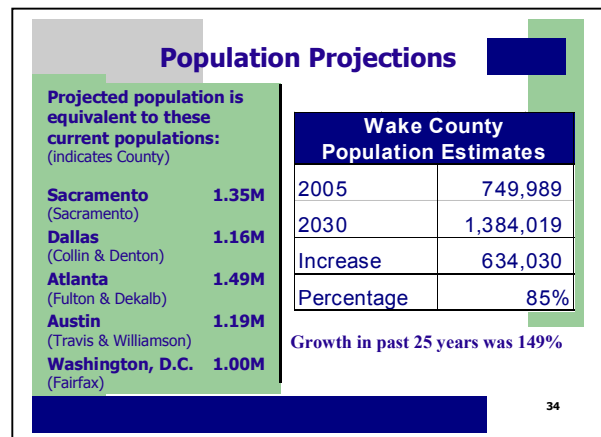 Population Projections
Projected population is
equivalent to these
current populations:
(indicates County)
Sacramento 1.35M
(Sacramento)
Dallas 1.16M
(Collin & Denton)
Atlanta 1.49M
(Fulton & Dekalb)
Austin 1.19M
(Travis & Williamson)
Washington, D.C. 1.00M
(Fairfax)
Wake County
Population Estimates
2005 749,989
2030 1,384,019
Increase 634,030
Percentage 85%
Growth in past 25 years was 149%
34